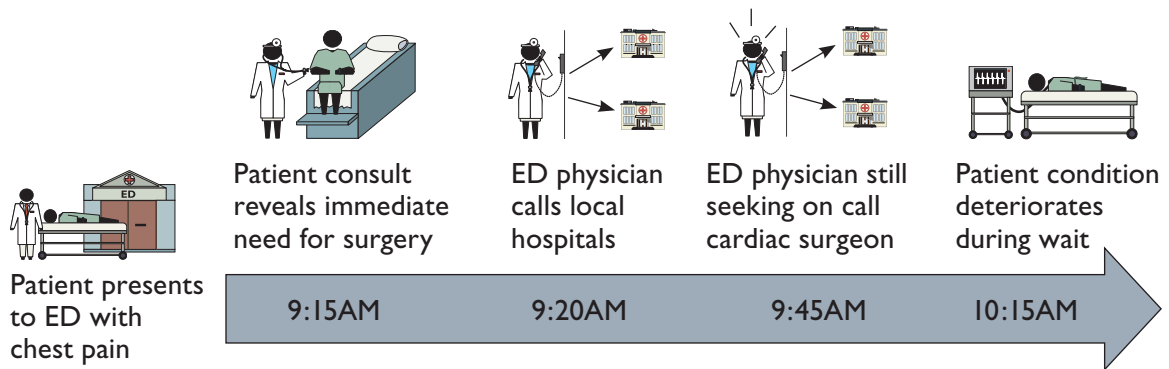 ED
Patient presents
to ED with
chest pain
Patient consult
reveals immediate
need for surgery
9:15AM
ED physician
calls local
hospitals
9:20AM
ED physician still
seeking on call
cardiac surgeon
9:45AM
Patient condition
deteriorates
during wait
10:15AM